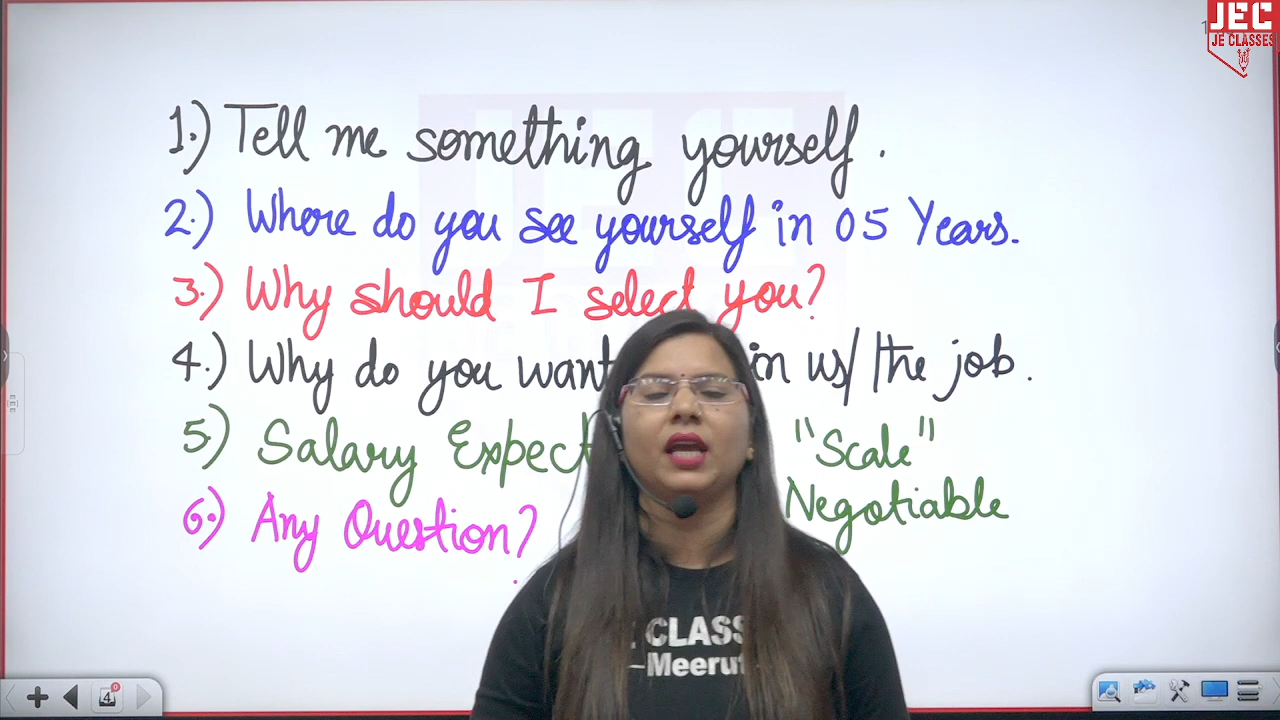 JEC
JE CLASSES
1.) Tell me something yourself.
2.) Where do you see yourself in 05 Years.
3.) Why should I select you?
4.) Why do you want in us/the job.
5) Salary Expect "Scale"
Negotiable
6.) Any Question?
CLASS
Meerut
4
0